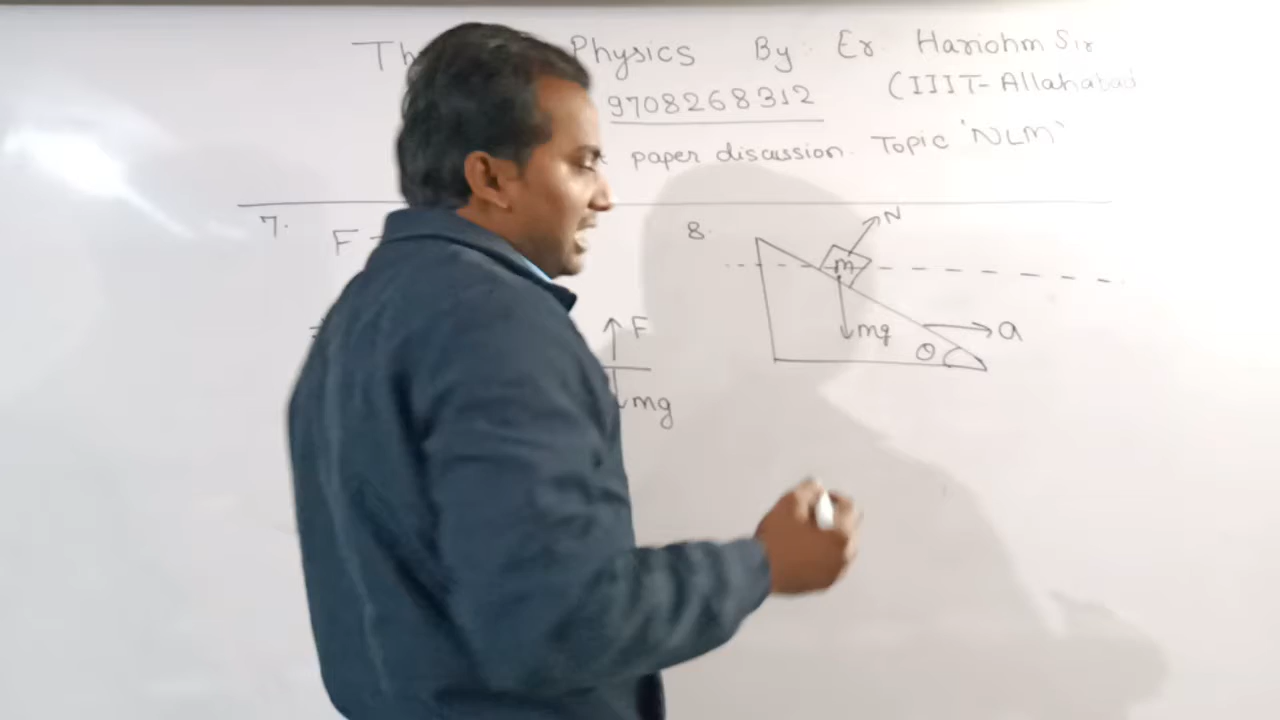 Physics By Er. Hariohm Sir
9708268312 (IIIT-Allahabad
paper discussion. Topic 'NLM'
7.
F
F
mg
8.
N
m
mg
a
θ